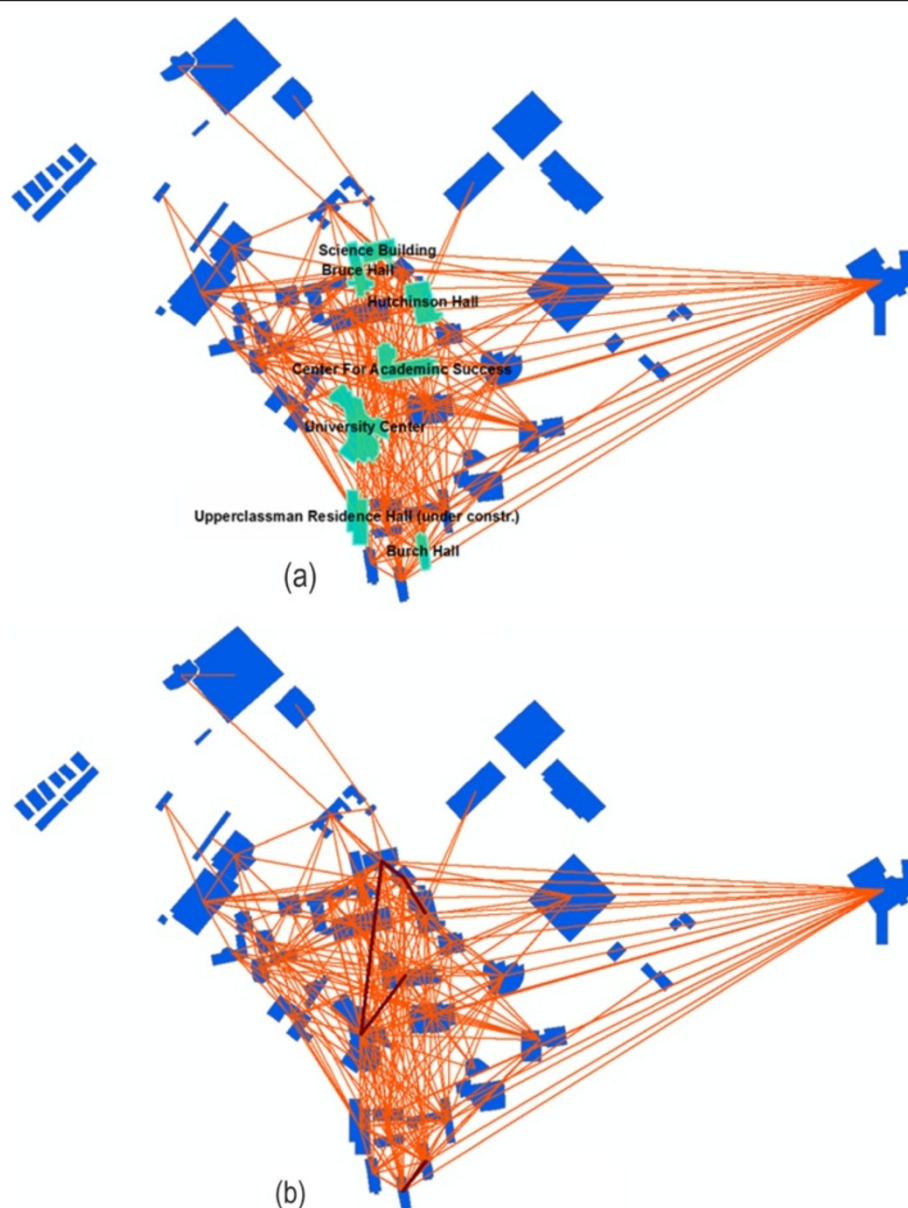 Science Building
Bruce Hall
Hutchinson Hall
Center For Academinc Success
University Center
Upperclassman Residence Hall (under constr.)
Burch Hall
(a)
(b)